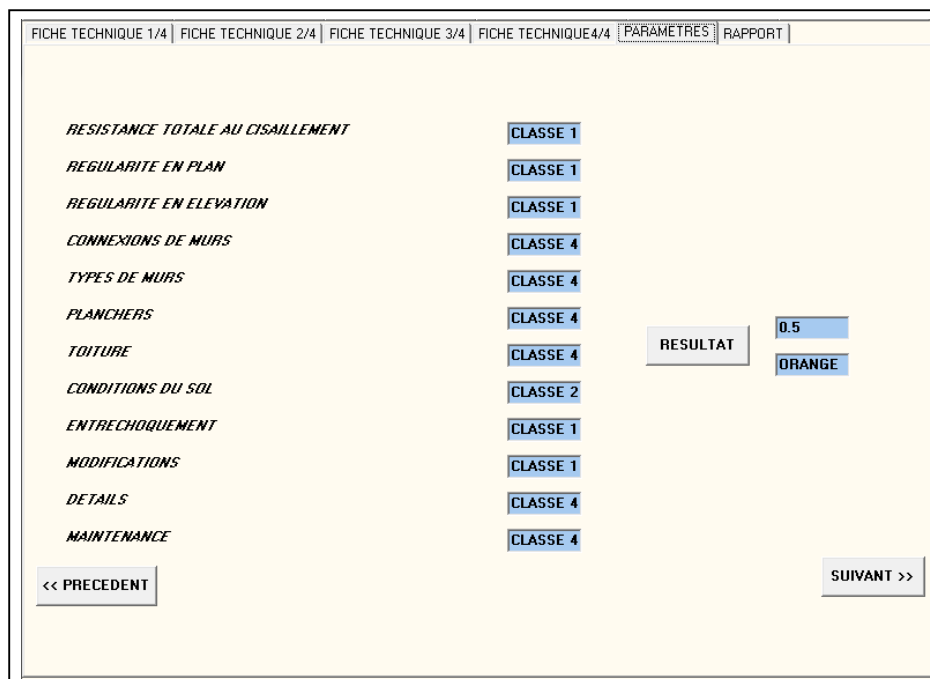 FICHE TECHNIQUE 1/4 FICHE TECHNIQUE 2/4 FICHE TECHNIQUE 3/4 FICHE TECHNIQUE4/4 PARAMETRES RAPPORT
RESISTANCE TOTALE AU CISAILLEMENT CLASSE 1
REGULARITE EN PLAN CLASSE 1
REGULARITE EN ELEVATION CLASSE 1
CONNEXIONS DE MURS CLASSE 4
TYPES DE MURS CLASSE 4
PLANCHERS CLASSE 4
TOITURE CLASSE 4
RESULTAT 0.5
ORANGE
CONDITIONS DU SOL CLASSE 2
ENTRECHOQUEMENT CLASSE 1
MODIFICATIONS CLASSE 1
DETAILS CLASSE 4
MAINTENANCE CLASSE 4
<< PRECEDENT SUIVANT >>